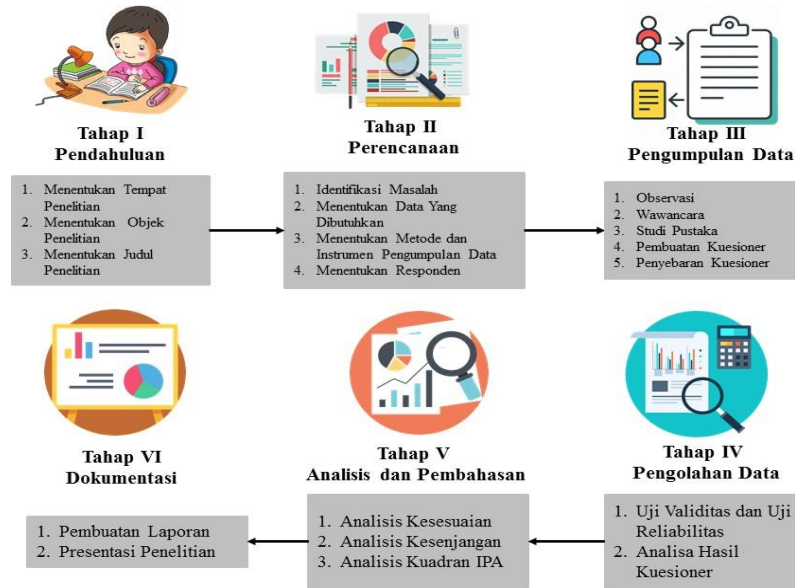 Tahap I
Pendahuluan
1. Menentukan Tempat
Penelitian
2. Menentukan Objek
Penelitian
3. Menentukan Judul
Penelitian
Tahap II
Perencanaan
1. Identifikasi Masalah
2. Menentukan Data Yang
Dibutuhkan
3. Menentukan Metode dan
Instrumen Pengumpulan Data
4. Menentukan Responden
Tahap III
Pengumpulan Data
1. Observasi
2. Wawancara
3. Studi Pustaka
4. Pembuatan Kuesioner
5. Penyebaran Kuesioner
Tahap IV
Pengolahan Data
1. Uji Validitas dan Uji
Reliabilitas
2. Analisa Hasil
Kuesioner
Tahap V
Analisis dan Pembahasan
1. Analisis Kesesuaian
2. Analisis Kesenjangan
3. Analisis Kuadran IPA
Tahap VI
Dokumentasi
1. Pembuatan Laporan
2. Presentasi Penelitian